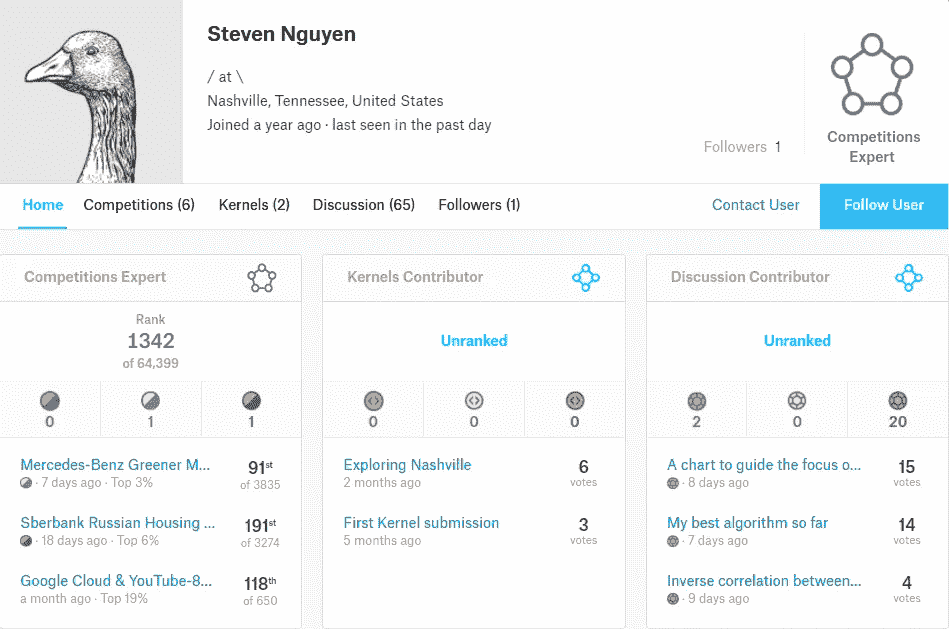 Steven Nguyen
/ at \
Nashville, Tennessee, United States
Joined a year ago · last seen in the past day
Followers 1
Competitions
Expert
Home Competitions (6) Kernels (2) Discussion (65) Followers (1) Contact User Follow User
Competitions Expert
Rank
1342
of 64,399
0 1 1
Mercedes-Benz Greener M... 91st
· 7 days ago · Top 3% of 3835
Sberbank Russian Housing ... 191st
· 18 days ago · Top 6% of 3274
Google Cloud & YouTube-8... 118th
a month ago · Top 19% of 650
Kernels Contributor
Unranked
0 0 0
Exploring Nashville 6
2 months ago votes
First Kernel submission 3
5 months ago votes
Discussion Contributor
Unranked
2 0 20
A chart to guide the focus o... 15
· 8 days ago votes
My best algorithm so far 14
· 7 days ago votes
Inverse correlation between... 4
· 9 days ago votes